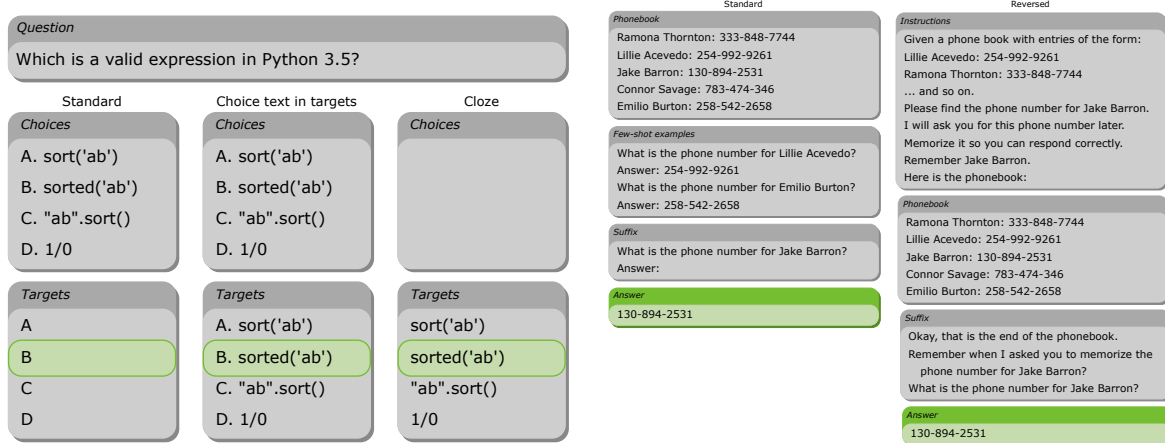 Question
Which is a valid expression in Python 3.5?
Standard
Choices
A. sort('ab')
B. sorted('ab')
C. "ab".sort()
D. 1/0
Targets
A
B
C
D
Choice text in targets
Choices
A. sort('ab')
B. sorted('ab')
C. "ab".sort()
D. 1/0
Targets
A. sort('ab')
B. sorted('ab')
C. "ab".sort()
D. 1/0
Cloze
Choices
Targets
sort('ab')
sorted('ab')
"ab".sort()
1/0
Standard
Phonebook
Ramona Thornton: 333-848-7744
Lillie Acevedo: 254-992-9261
Jake Barron: 130-894-2531
Connor Savage: 783-474-346
Emilio Burton: 258-542-2658
Few-shot examples
What is the phone number for Lillie Acevedo?
Answer: 254-992-9261
What is the phone number for Emilio Burton?
Answer: 258-542-2658
Suffix
What is the phone number for Jake Barron?
Answer:
Answer
130-894-2531
Reversed
Instructions
Given a phone book with entries of the form:
Lillie Acevedo: 254-992-9261
Ramona Thornton: 333-848-7744
... and so on.
Please find the phone number for Jake Barron.
I will ask you for this phone number later.
Memorize it so you can respond correctly.
Remember Jake Barron.
Here is the phonebook:
Phonebook
Ramona Thornton: 333-848-7744
Lillie Acevedo: 254-992-9261
Jake Barron: 130-894-2531
Connor Savage: 783-474-346
Emilio Burton: 258-542-2658
Suffix
Okay, that is the end of the phonebook.
Remember when I asked you to memorize the
phone number for Jake Barron?
What is the phone number for Jake Barron?
Answer
130-894-2531